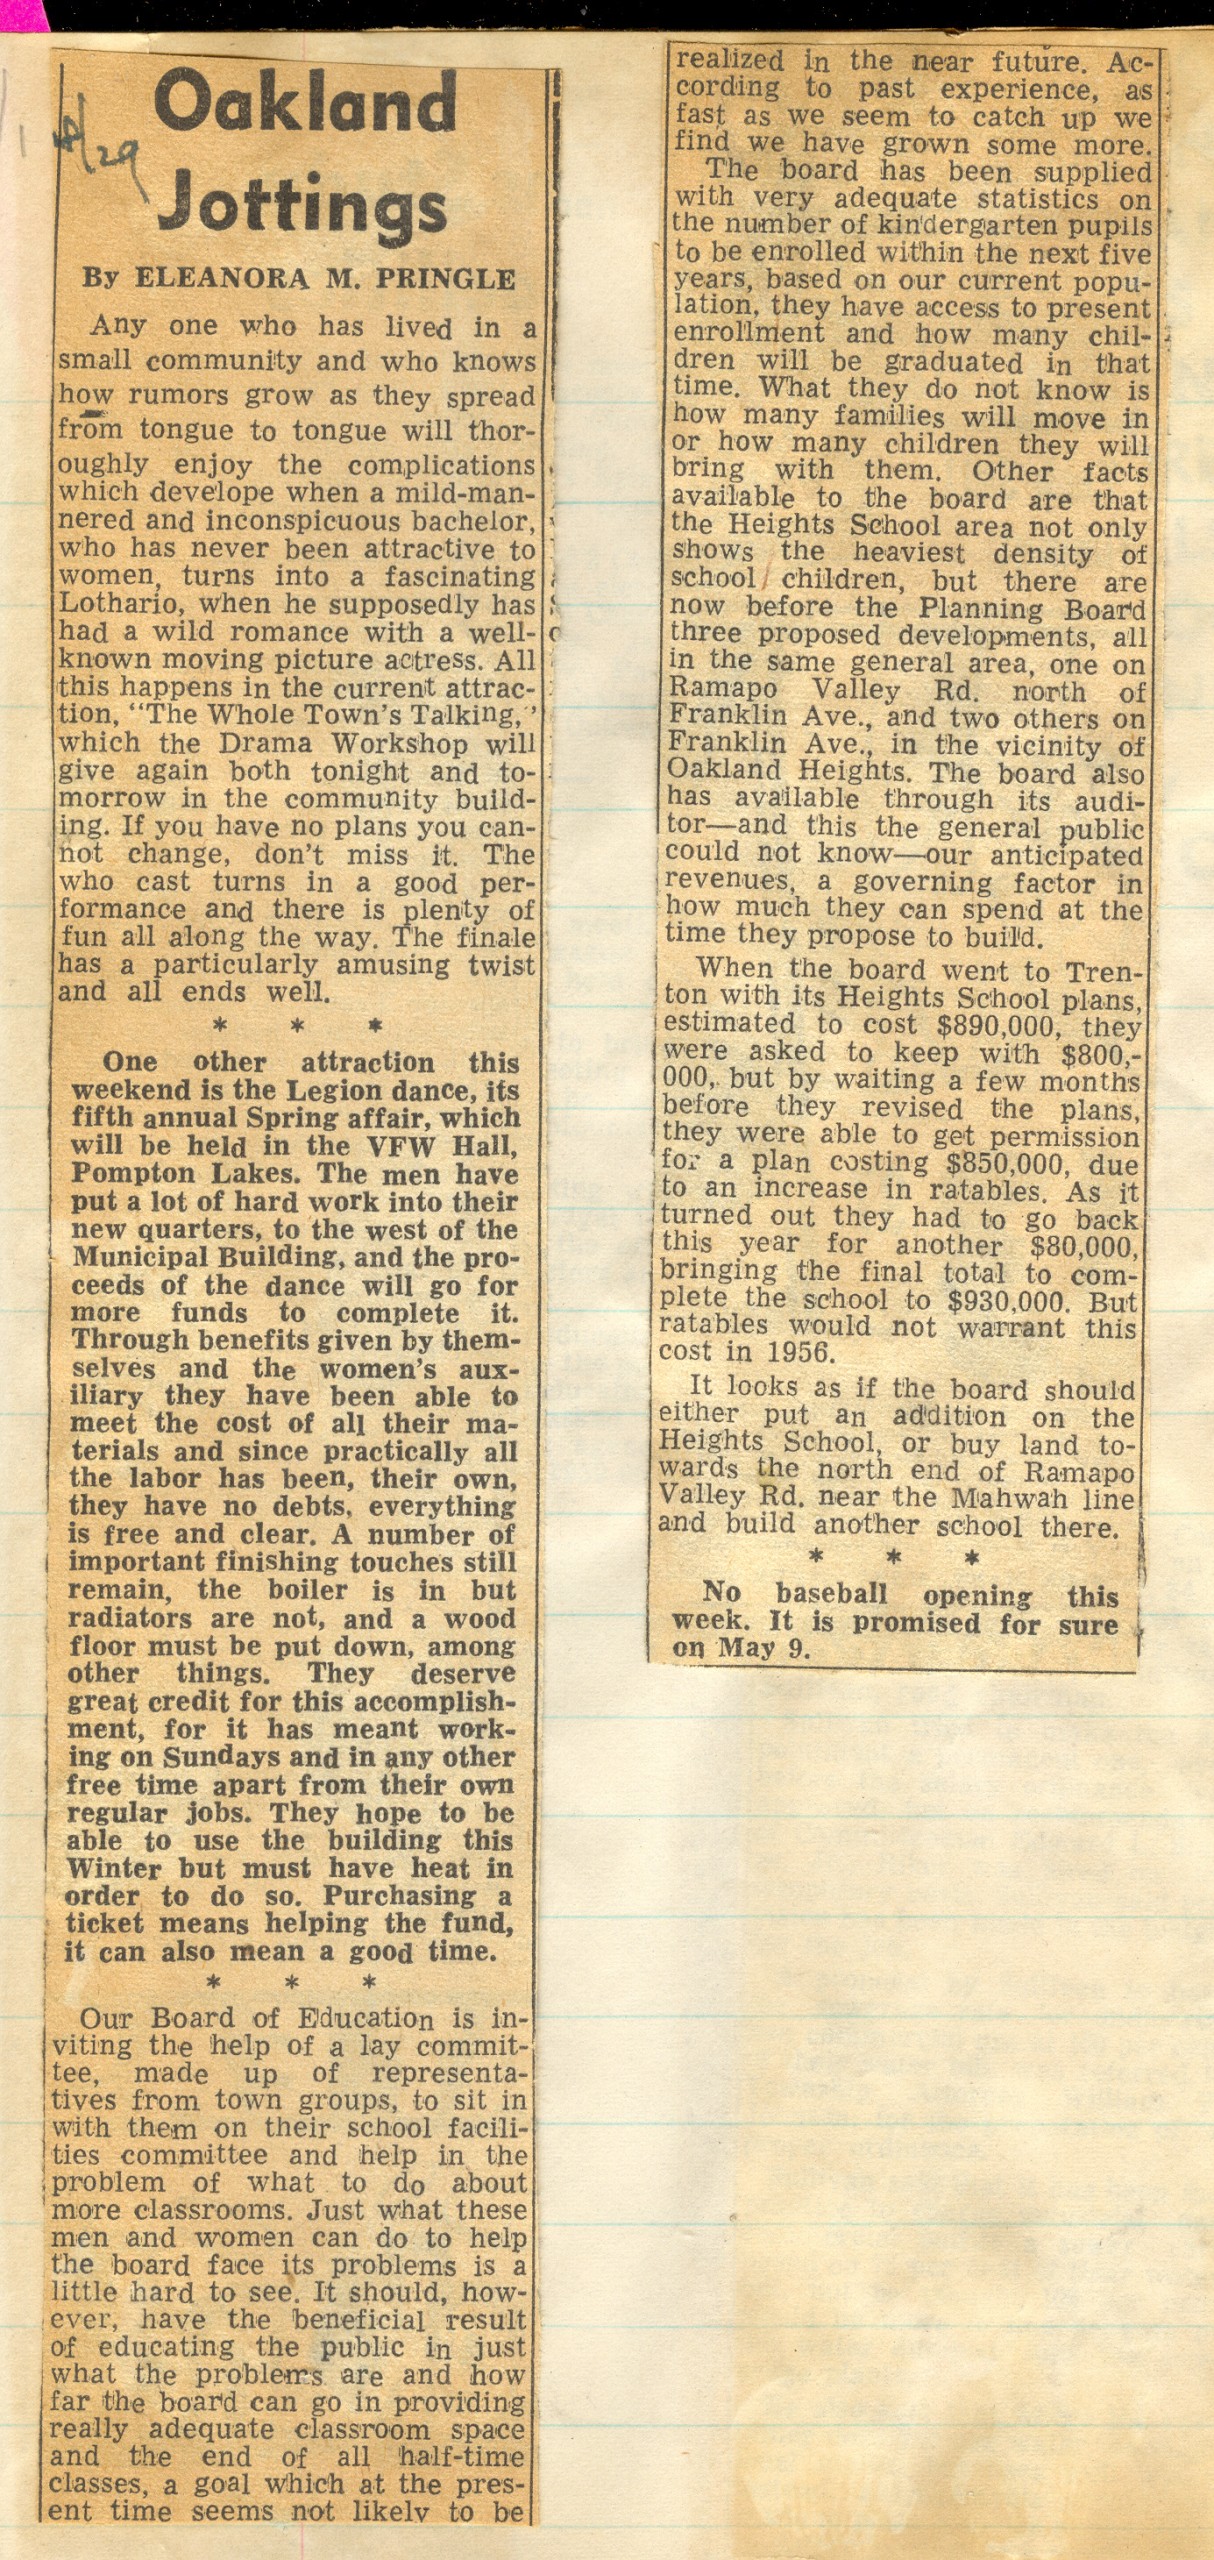 Oakland
Jottings
4/29
By ELEANORA M. PRINGLE
Any one who has lived in a
small community and who knows
how rumors grow as they spread
from tongue to tongue will thor-
oughly enjoy the complications
which develope when a mild-man-
nered and inconspicuous bachelor,
who has never been attractive to
women, turns into a fascinating
Lothario, when he supposedly has
had a wild romance with a well-
known moving picture actress. All
this happens in the current attrac-
tion, “The Whole Town's Talking,’
which the Drama Workshop will
give again both tonight and to-
morrow in the community build-
ing. If you have no plans you can-
not change, don't miss it. The
who cast turns in a good per-
formance and there is plenty of
fun all along the way. The finale
has a particularly amusing twist
and all ends well.
* * *
One other attraction this
weekend is the Legion dance, its
fifth annual Spring affair, which
will be held in the VFW Hall,
Pompton Lakes. The men have
put a lot of hard work into their
new quarters, to the west of the
Municipal Building, and the pro-
ceeds of the dance will go for
more funds to complete it.
Through benefits given by them-
selves and the women's aux-
iliary they have been able to
meet the cost of all their ma-
terials and since practically all
the labor has been, their own,
they have no debts, everything
is free and clear. A number of
important finishing touches still
remain, the boiler is in but
radiators are not, and a wood
floor must be put down, among
other things. They deserve
great credit for this accomplish-
ment, for it has meant work-
ing on Sundays and in any other
free time apart from their own
regular jobs. They hope to be
able to use the building this
Winter but must have heat in
order to do so. Purchasing a
ticket means helping the fund,
it can also mean a good time.
* * *
Our Board of Education is in-
viting the help of a lay commit-
tee, made up of representa-
tives from town groups, to sit in
with them on their school facili-
ties committee and help in the
problem of what to do about
more classrooms. Just what these
men and women can do to help
the board face its problems is a
little hard to see. It should, how-
ever, have the beneficial result
of educating the public in just
what the problems are and how
far the board can go in providing
really adequate classroom space
and the end of all half-time
classes, a goal which at the pres-
ent time seems not likely to be
realized in the near future. Ac-
cording to past experience, as
fast as we seem to catch up we
find we have grown some more.
The board has been supplied
with very adequate statistics on
the number of kindergarten pupils
to be enrolled within the next five
years, based on our current popu-
lation, they have access to present
enrollment and how many chil-
dren will be graduated in that
time. What they do not know is
how many families will move in
or how many children they will
bring with them. Other facts
available to the board are that
the Heights School area not only
shows the heaviest density of
school children, but there are
now before the Planning Board
three proposed developments, all
in the same general area, one on
Ramapo Valley Rd. north of
Franklin Ave., and two others on
Franklin Ave., in the vicinity of
Oakland Heights. The board also
has available through its audi-
tor—and this the general public
could not know—our anticipated
revenues, a governing factor in
how much they can spend at the
time they propose to build.
When the board went to Tren-
ton with its Heights School plans,
estimated to cost $890,000, they
were asked to keep with $800,-
000, but by waiting a few months
before they revised the plans,
they were able to get permission
for a plan costing $850,000, due
to an increase in ratables. As it
turned out they had to go back
this year for another $80,000,
bringing the final total to com-
plete the school to $930,000. But
ratables would not warrant this
cost in 1956.
It looks as if the board should
either put an addition on the
Heights School, or buy land to-
wards the north end of Ramapo
Valley Rd. near the Mahwah line
and build another school there.
* * *
No baseball opening this
week. It is promised for sure
on May 9.